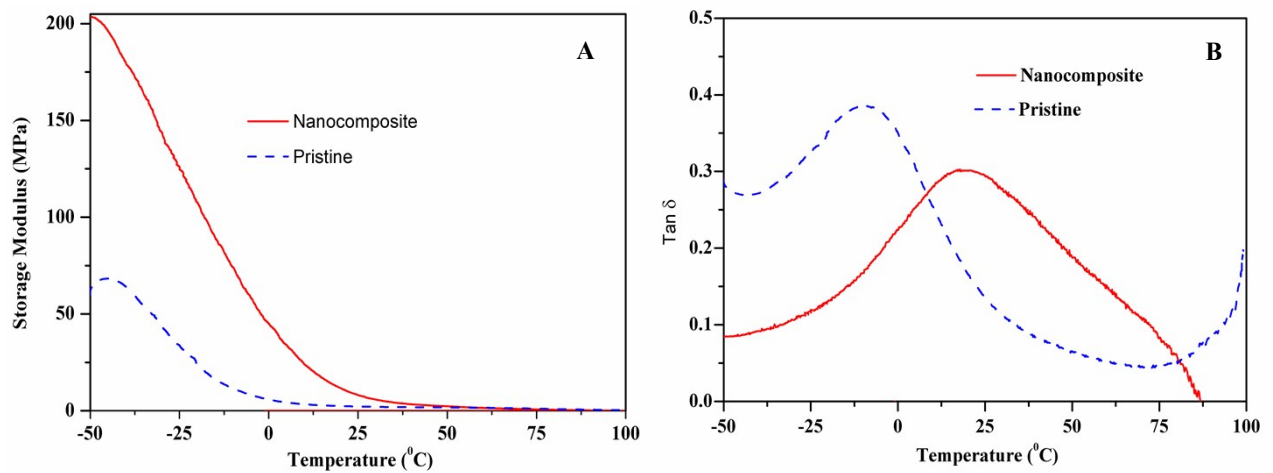 A
Storage Modulus (MPa)
200
150
100
50
0
Nanocomposite
Pristine
-50 -25 0 25 50 75 100
Temperature (⁰C)
B
Tan δ
0.5
0.4
0.3
0.2
0.1
0.0
Nanocomposite
Pristine
-50 -25 0 25 50 75 100
Temperature (⁰C)